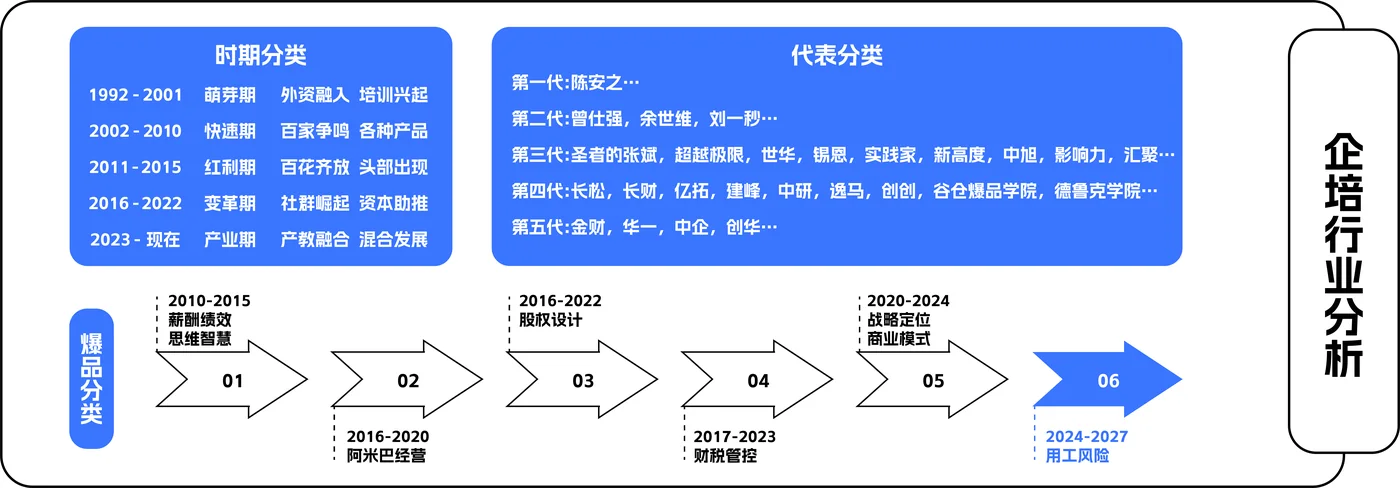 时期分类
1992 - 2001 萌芽期 外资融入 培训兴起
2002 - 2010 快速期 百家争鸣 各种产品
2011 - 2015 红利期 百花齐放 头部出现
2016 - 2022 变革期 社群崛起 资本助推
2023 - 现在 产业期 产教融合 混合发展
代表分类
第一代:陈安之…
第二代:曾仕强，余世维，刘一秒…
第三代:圣者的张斌，超越极限，世华，锡恩，实践家，新高度，中旭，影响力，汇聚…
第四代:长松，长财，亿拓，建峰，中研，逸马，创创，谷仓爆品学院，德鲁克学院…
第五代:金财，华一，中企，创华…
企培行业分析
爆品分类
2010-2015
薪酬绩效
思维智慧
01
02
2016-2020
阿米巴经营
2016-2022
股权设计
03
04
2017-2023
财税管控
2020-2024
战略定位
商业模式
05
06
2024-2027
用工风险